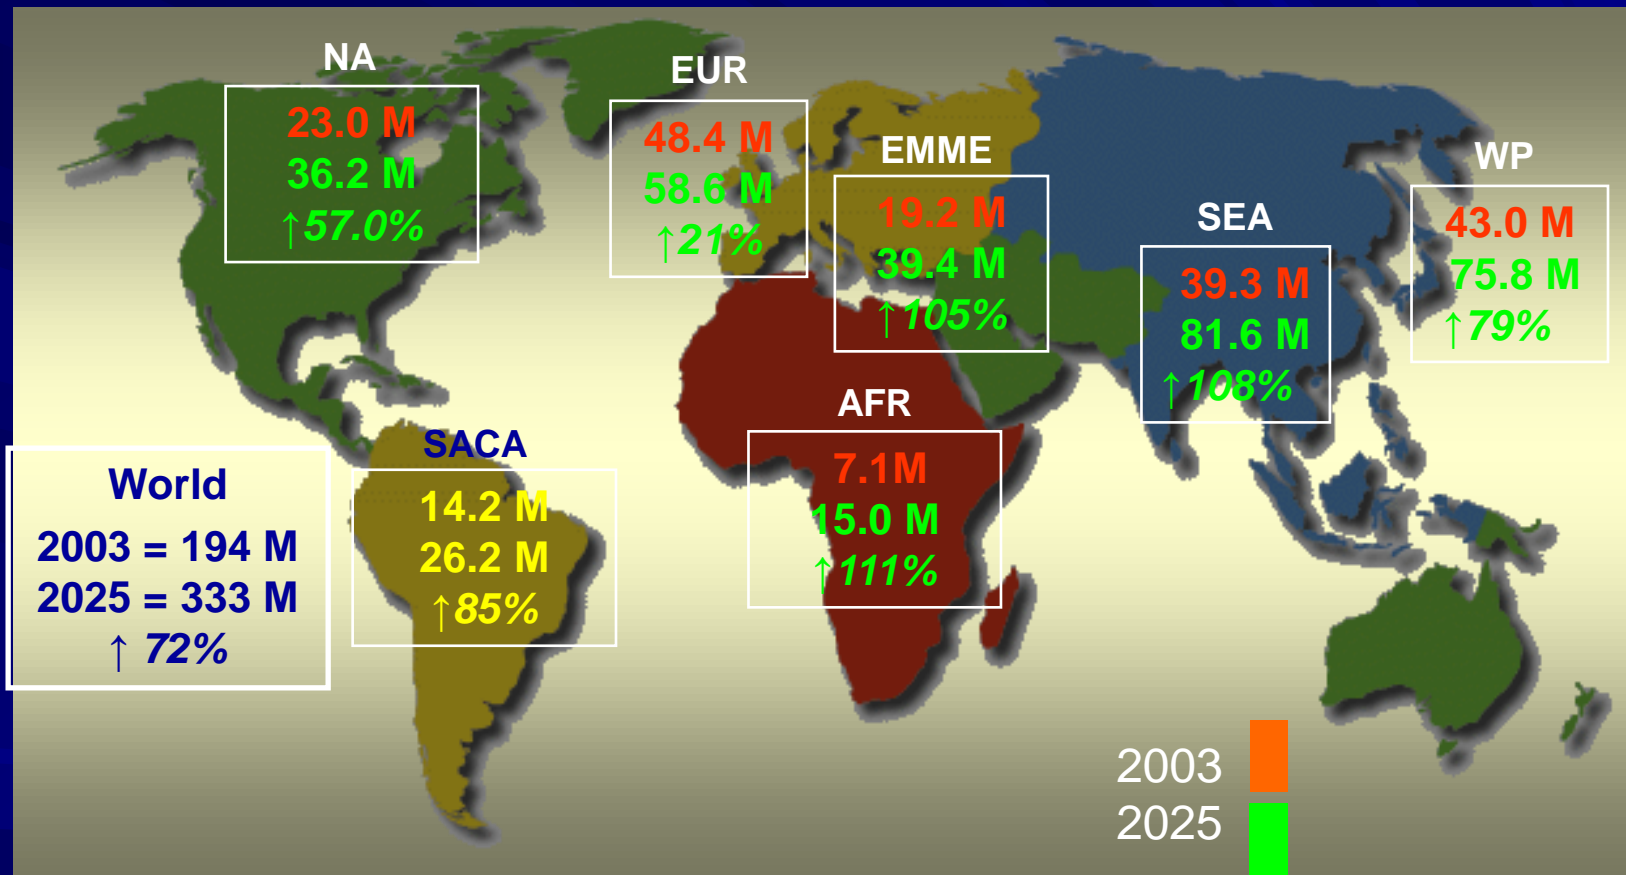 NA
23.0 M
36.2 M
↑57.0%
EUR
48.4 M
58.6 M
↑21%
EMME
19.2 M
39.4 M
↑105%
WP
43.0 M
75.8 M
↑79%
SEA
39.3 M
81.6 M
↑108%
AFR
7.1M
15.0 M
↑111%
SACA
14.2 M
26.2 M
↑85%
World
2003 = 194 M
2025 = 333 M
↑ 72%
2003
2025